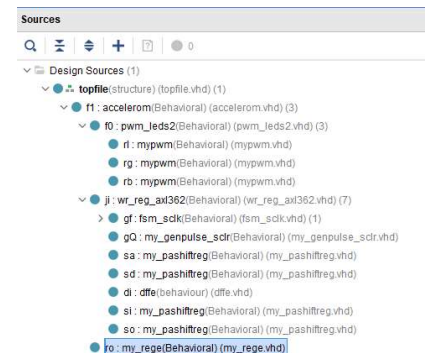 Sources
0
Design Sources (1)
topfile(structure) (topfile.vhd) (1)
f1 : accelerom(Behavioral) (accelerom.vhd) (3)
f0 : pwm_leds2(Behavioral) (pwm_leds2.vhd) (3)
rl : mypwm(Behavioral) (mypwm.vhd)
rg : mypwm(Behavioral) (mypwm.vhd)
rb : mypwm(Behavioral) (mypwm.vhd)
ji : wr_reg_axl362(Behavioral) (wr_reg_axl362.vhd) (7)
gf : fsm_sclk(Behavioral) (fsm_sclk.vhd) (1)
gQ : my_genpulse_sclr(Behavioral) (my_genpulse_sclr.vhd)
sa : my_pashiftreg(Behavioral) (my_pashiftreg.vhd)
sd : my_pashiftreg(Behavioral) (my_pashiftreg.vhd)
di : dffe(behaviour) (dffe.vhd)
si : my_pashiftreg(Behavioral) (my_pashiftreg.vhd)
so : my_pashiftreg(Behavioral) (my_pashiftreg.vhd)
ro : my_rege(Behavioral) (my_rege.vhd)